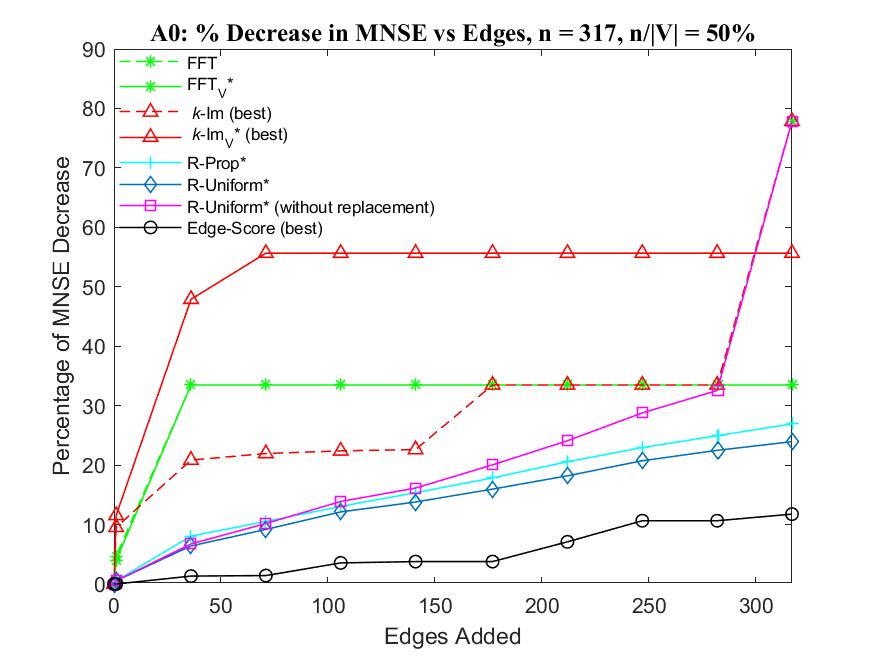 A0: % Decrease in MNSE vs Edges, n = 317, n/|V| = 50%
90
80
70
60
50
40
30
20
10
0
Percentage of MNSE Decrease
FFT
FFT_V*
k-Im (best)
k-Im_V* (best)
R-Prop*
R-Uniform*
R-Uniform* (without replacement)
Edge-Score (best)
0 50 100 150 200 250 300
Edges Added